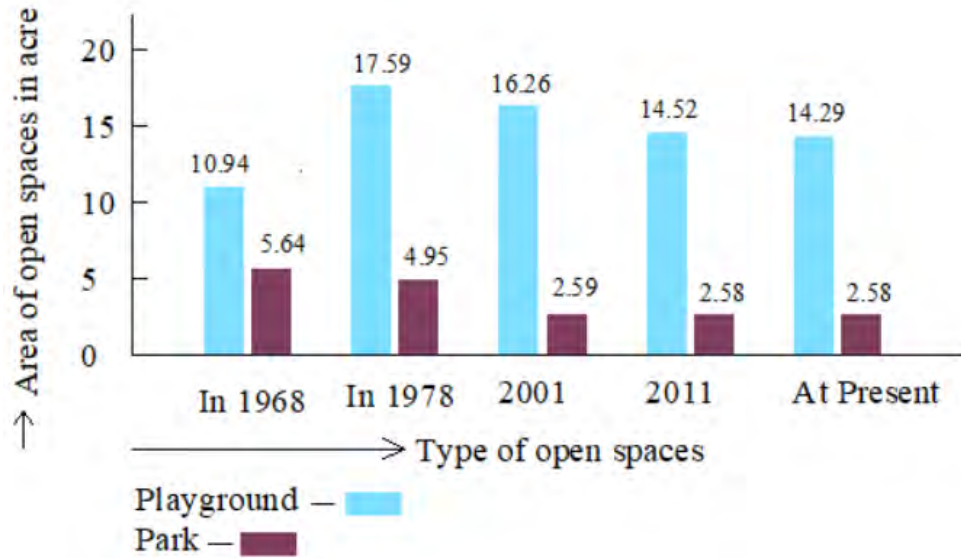 Area of open spaces in acre
20
15
10
5
0
10.94
5.64
17.59
4.95
16.26
2.59
14.52
2.58
14.29
2.58
In 1968
In 1978
2001
2011
At Present
Type of open spaces
Playground —
Park —